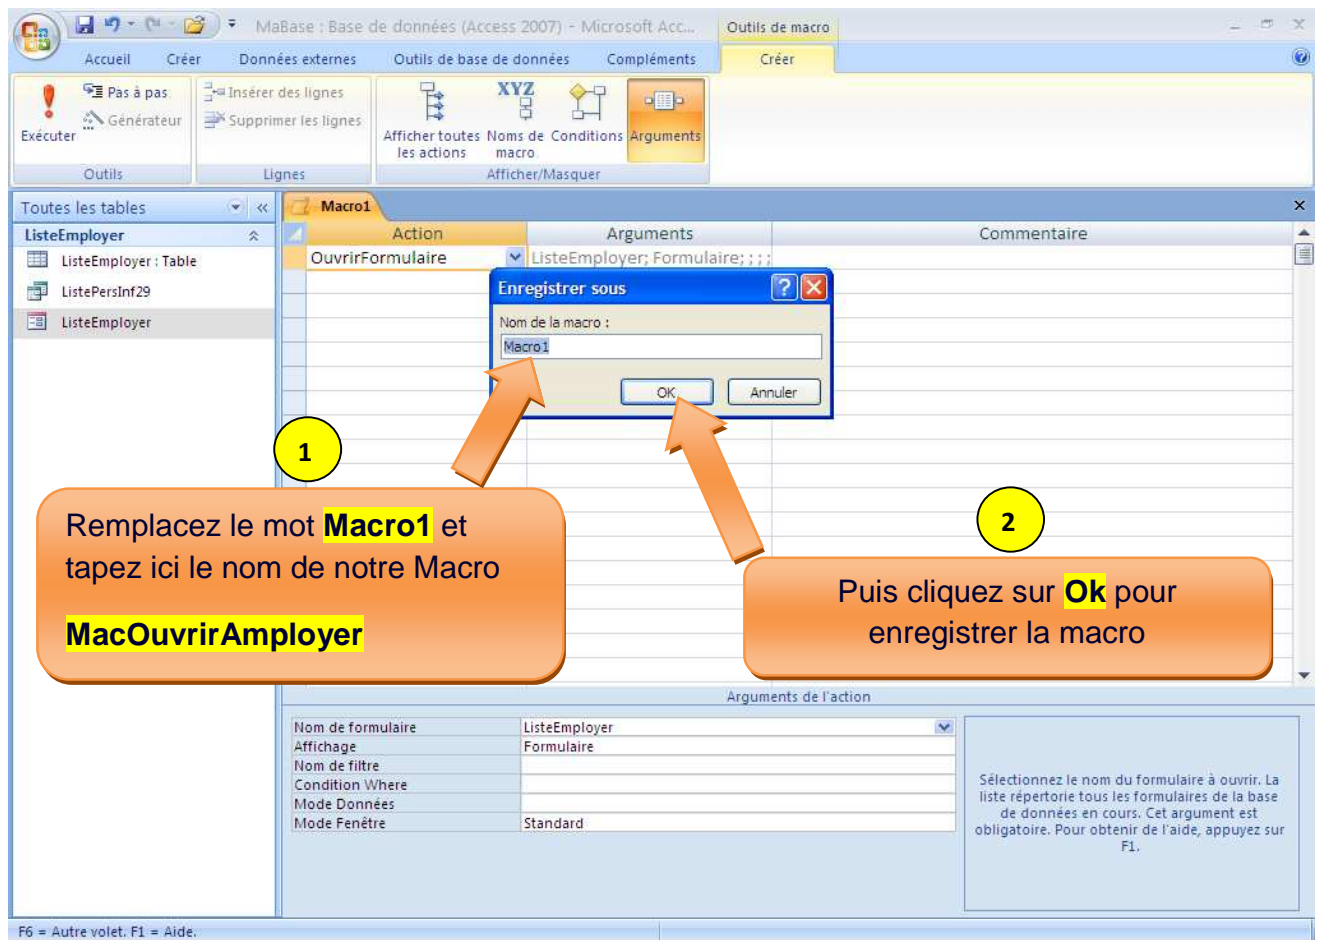 MaBase : Base de données (Access 2007) - Microsoft Acc...
Outils de macro
Accueil
Créer
Données externes
Outils de base de données
Compléments
Créer
Exécuter
Pas à pas
Générateur
Outils
Insérer des lignes
Supprimer les lignes
Lignes
Afficher toutes les actions
XYZ
Noms de macro
Conditions
Arguments
Afficher/Masquer
Toutes les tables
ListeEmployer
ListeEmployer : Table
ListePersInf29
ListeEmployer
Macro1
Action
Arguments
Commentaire
OuvrirFormulaire
ListeEmployer; Formulaire; ; ; ;
Enregistrer sous
Nom de la macro :
Macro1
OK
Annuler
1
Remplacez le mot Macro1 et
tapez ici le nom de notre Macro
MacOuvrirAmployer
2
Puis cliquez sur Ok pour
enregistrer la macro
Arguments de l'action
Nom de formulaire
ListeEmployer
Affichage
Formulaire
Nom de filtre
Condition Where
Mode Données
Mode Fenêtre
Standard
Sélectionnez le nom du formulaire à ouvrir. La
liste répertorie tous les formulaires de la base
de données en cours. Cet argument est
obligatoire. Pour obtenir de l'aide, appuyez sur
F1.
F6 = Autre volet. F1 = Aide.